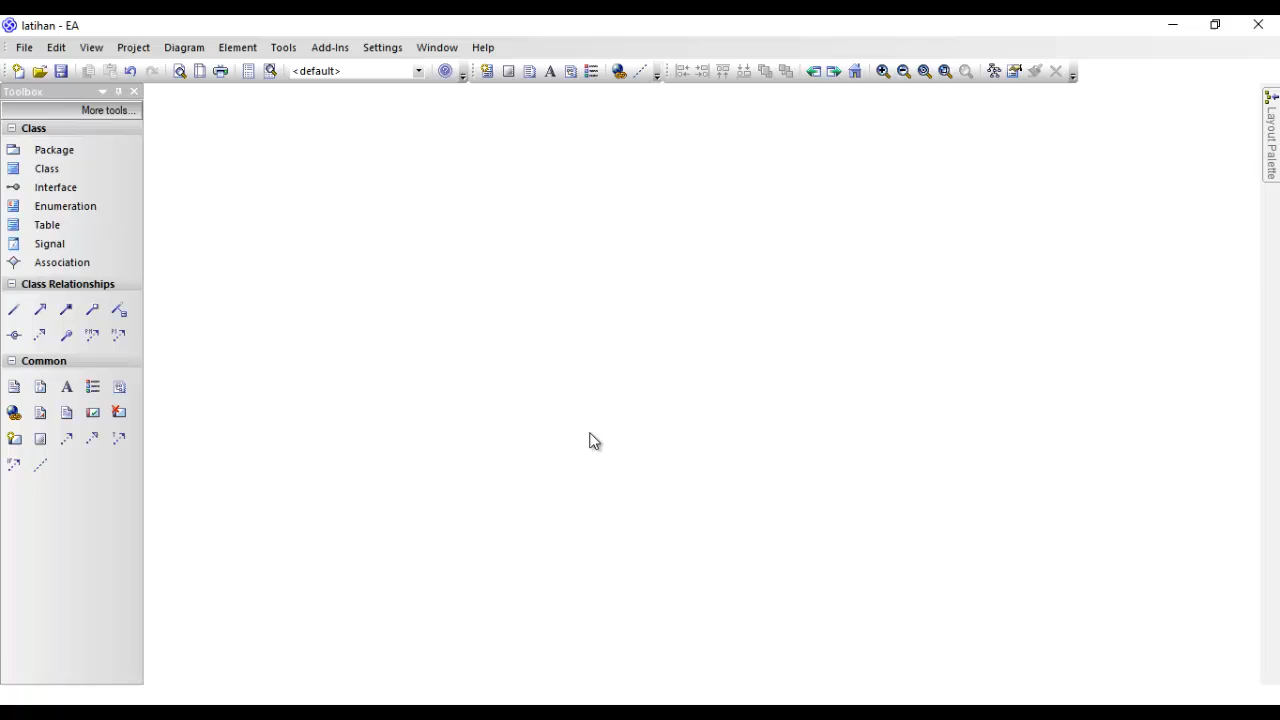 latihan - EA
File Edit View Project Diagram Element Tools Add-Ins Settings Window Help
<default>
Toolbox
More tools...
Class
Package
Class
Interface
Enumeration
Table
Signal
Association
Class Relationships
Common
Layout Palette